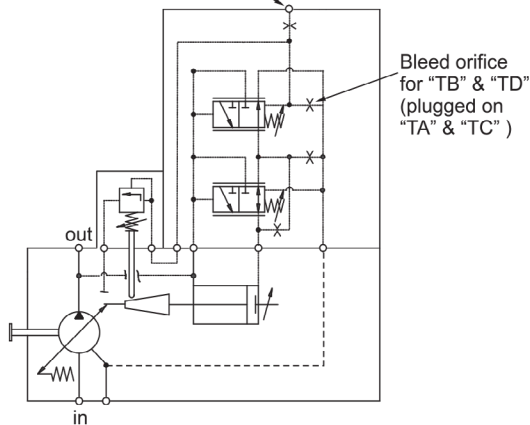 Bleed orifice
for “TB” & “TD”
(plugged on
“TA” & “TC” )
out
in